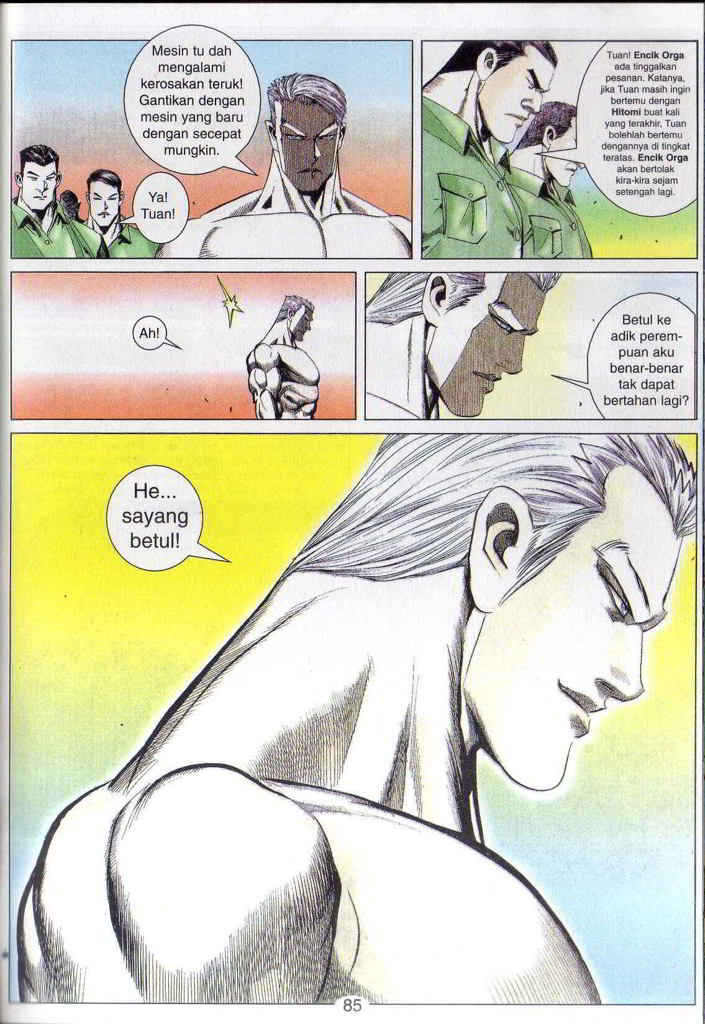 Mesin tu dah
mengalami
kerosakan teruk!
Gantikan dengan
mesin yang baru
dengan secepat
mungkin.
Ya!
Tuan!
Tuan! Encik Orga
ada tinggalkan
pesanan. Katanya,
jika Tuan masih ingin
bertemu dengan
Hitomi buat kali
yang terakhir, Tuan
bolehlah bertemu
dengannya di tingkat
teratas. Encik Orga
akan bertolak
kira-kira sejam
setengah lagi.
Ah!
Betul ke
adik perem-
puan aku
benar-benar
tak dapat
bertahan lagi?
He...
sayang
betul!
85